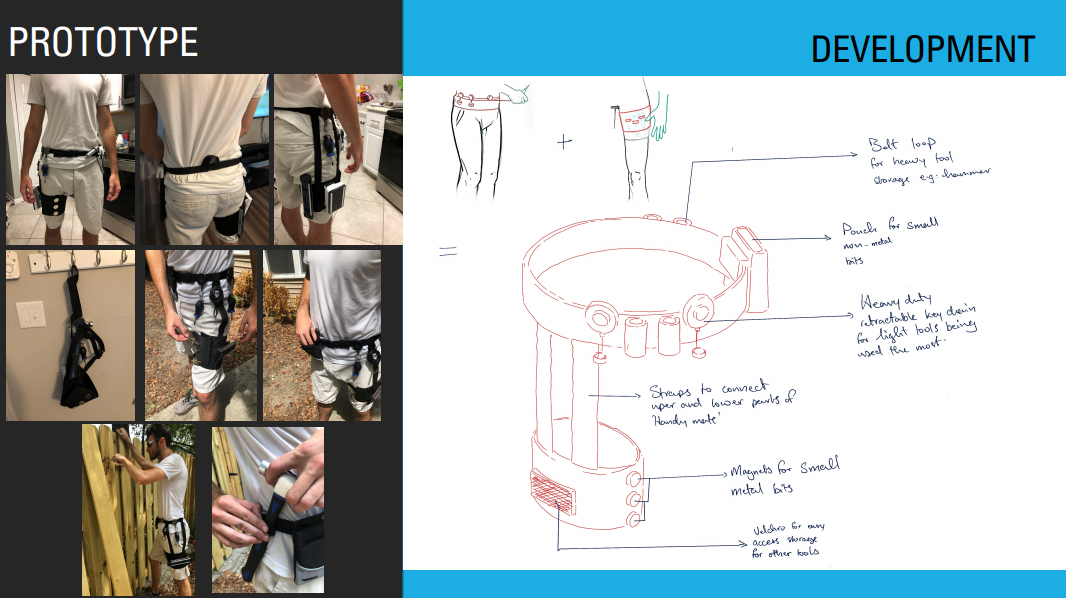 PROTOTYPE
DEVELOPMENT
+
=
Belt loop
for heavy tool
storage e.g. hammer
Pouch for small
non-metal
bits
Heavy duty
retractable key chain
for light tools being
used the most.
Straps to connect
uper and lower parts of
'Handy mate'
Magnets for small
metal bits
Velchro for easy
access storage
for other tools